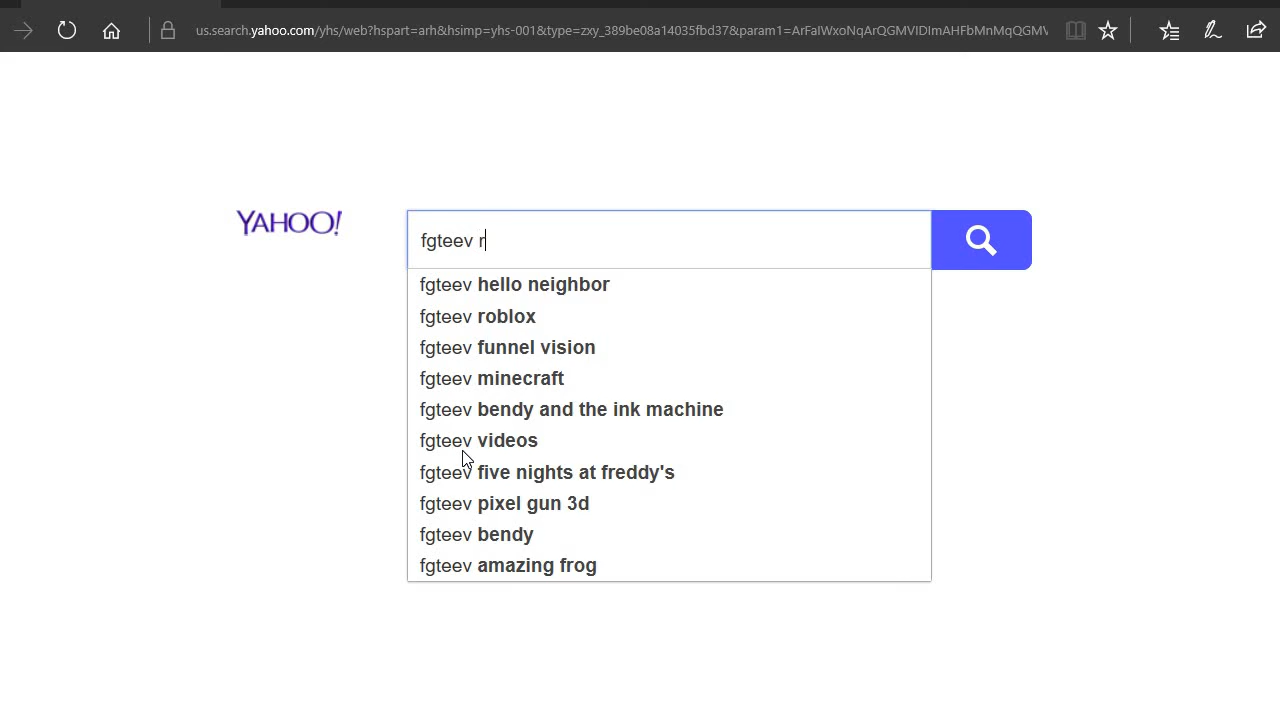 us.search.yahoo.com/yhs/web?hspart=arh&hsimp=yhs-001&type=zxy_389be08a14035fbd37&param1=ArFaIWxoNqArQGMVIDImAHFbMnMqQGMV
YAHOO!
fgteev r
fgteev hello neighbor
fgteev roblox
fgteev funnel vision
fgteev minecraft
fgteev bendy and the ink machine
fgteev videos
fgteev five nights at freddy's
fgteev pixel gun 3d
fgteev bendy
fgteev amazing frog